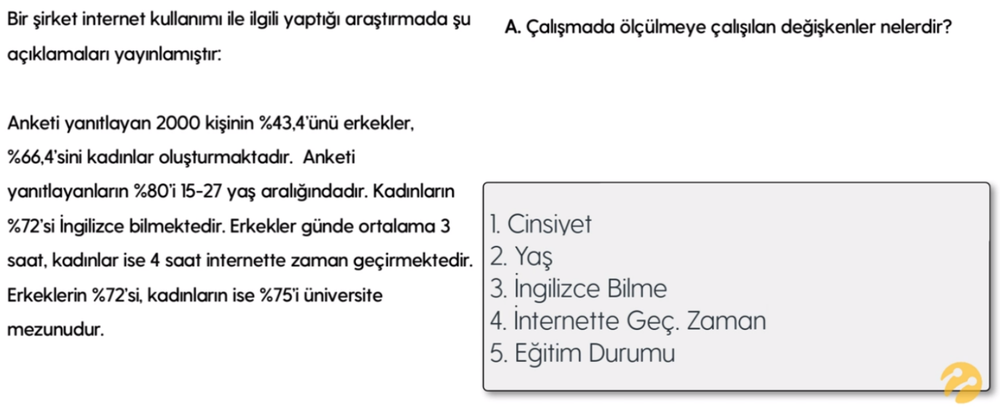 Bir şirket internet kullanımı ile ilgili yaptığı araştırmada şu
açıklamaları yayınlamıştır:
Anketi yanıtlayan 2000 kişinin %43,4'ünü erkekler,
%66,4'sini kadınlar oluşturmaktadır. Anketi
yanıtlayanların %80'i 15-27 yaş aralığındadır. Kadınların
%72'si İngilizce bilmektedir. Erkekler günde ortalama 3
saat, kadınlar ise 4 saat internette zaman geçirmektedir.
Erkeklerin %72'si, kadınların ise %75'i üniversite
mezunudur.
A. Çalışmada ölçülmeye çalışılan değişkenler nelerdir?
1. Cinsiyet
2. Yaş
3. İngilizce Bilme
4. İnternette Geç. Zaman
5. Eğitim Durumu